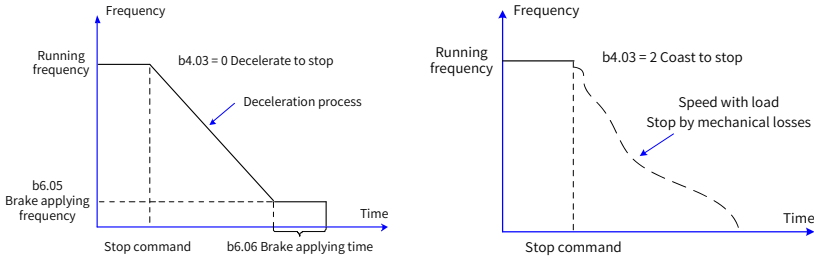 Frequency
Running
frequency
b4.03 = 0 Decelerate to stop
Deceleration process
b6.05
Brake applying
frequency
Time
Stop command
b6.06 Brake applying time
Frequency
Running
frequency
b4.03 = 2 Coast to stop
Speed with load
Stop by mechanical losses
Time
Stop command